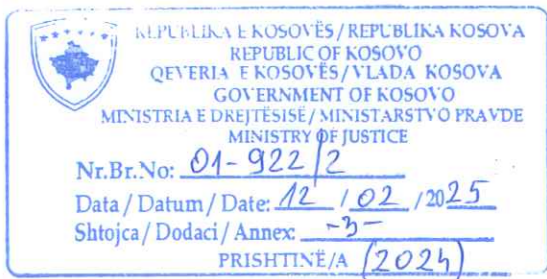 REPUBLIKA E KOSOVËS / REPUBLIKA KOSOVA
REPUBLIC OF KOSOVO
QEVERIA E KOSOVËS / VLADA KOSOVA
GOVERNMENT OF KOSOVO
MINISTRIA E DREJTËSISË / MINISTARSTVO PRAVDE
MINISTRY OF JUSTICE
Nr.Br.No: 01-922/2
Data / Datum / Date: 12 / 02 / 2025
Shtojca / Dodaci / Annex: -3-
PRISHTINË/A (2024)